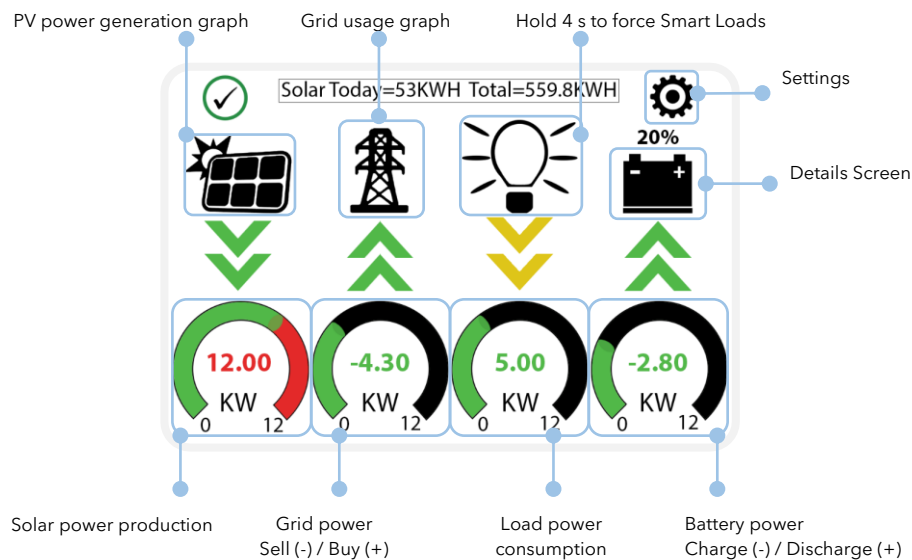 PV power generation graph
Grid usage graph
Hold 4 s to force Smart Loads
Solar Today=53KWH Total=559.8KWH
Settings
20%
- +
Details Screen
12.00
KW
0 12
-4.30
KW
0 12
5.00
KW
0 12
-2.80
KW
0 12
Solar power production
Grid power
Sell (-) / Buy (+)
Load power
consumption
Battery power
Charge (-) / Discharge (+)